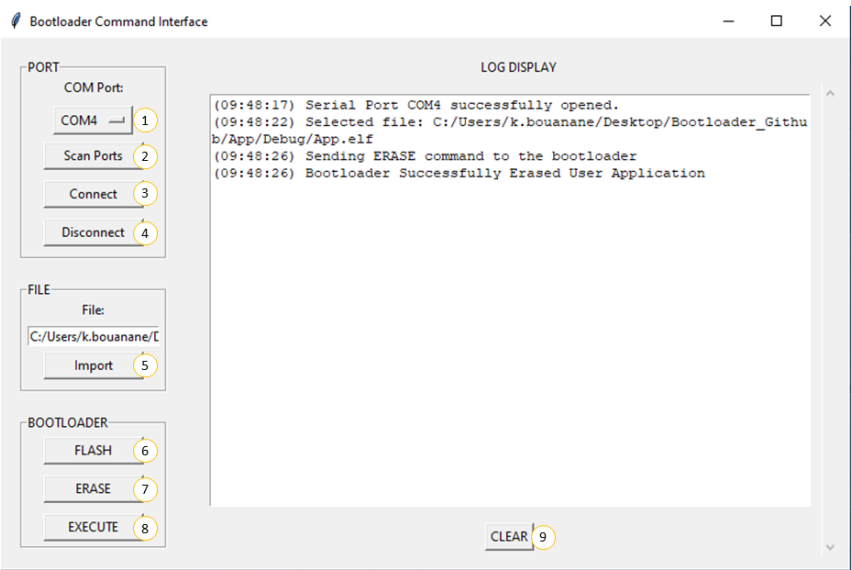 Bootloader Command Interface
PORT
COM Port:
COM4 1
Scan Ports 2
Connect 3
Disconnect 4
FILE
File:
C:/Users/k.bouanane/D
Import 5
BOOTLOADER
FLASH 6
ERASE 7
EXECUTE 8
LOG DISPLAY
(09:48:17) Serial Port COM4 successfully opened.
(09:48:22) Selected file: C:/Users/k.bouanane/Desktop/Bootloader_Githu
b/App/Debug/App.elf
(09:48:26) Sending ERASE command to the bootloader
(09:48:26) Bootloader Successfully Erased User Application
CLEAR 9